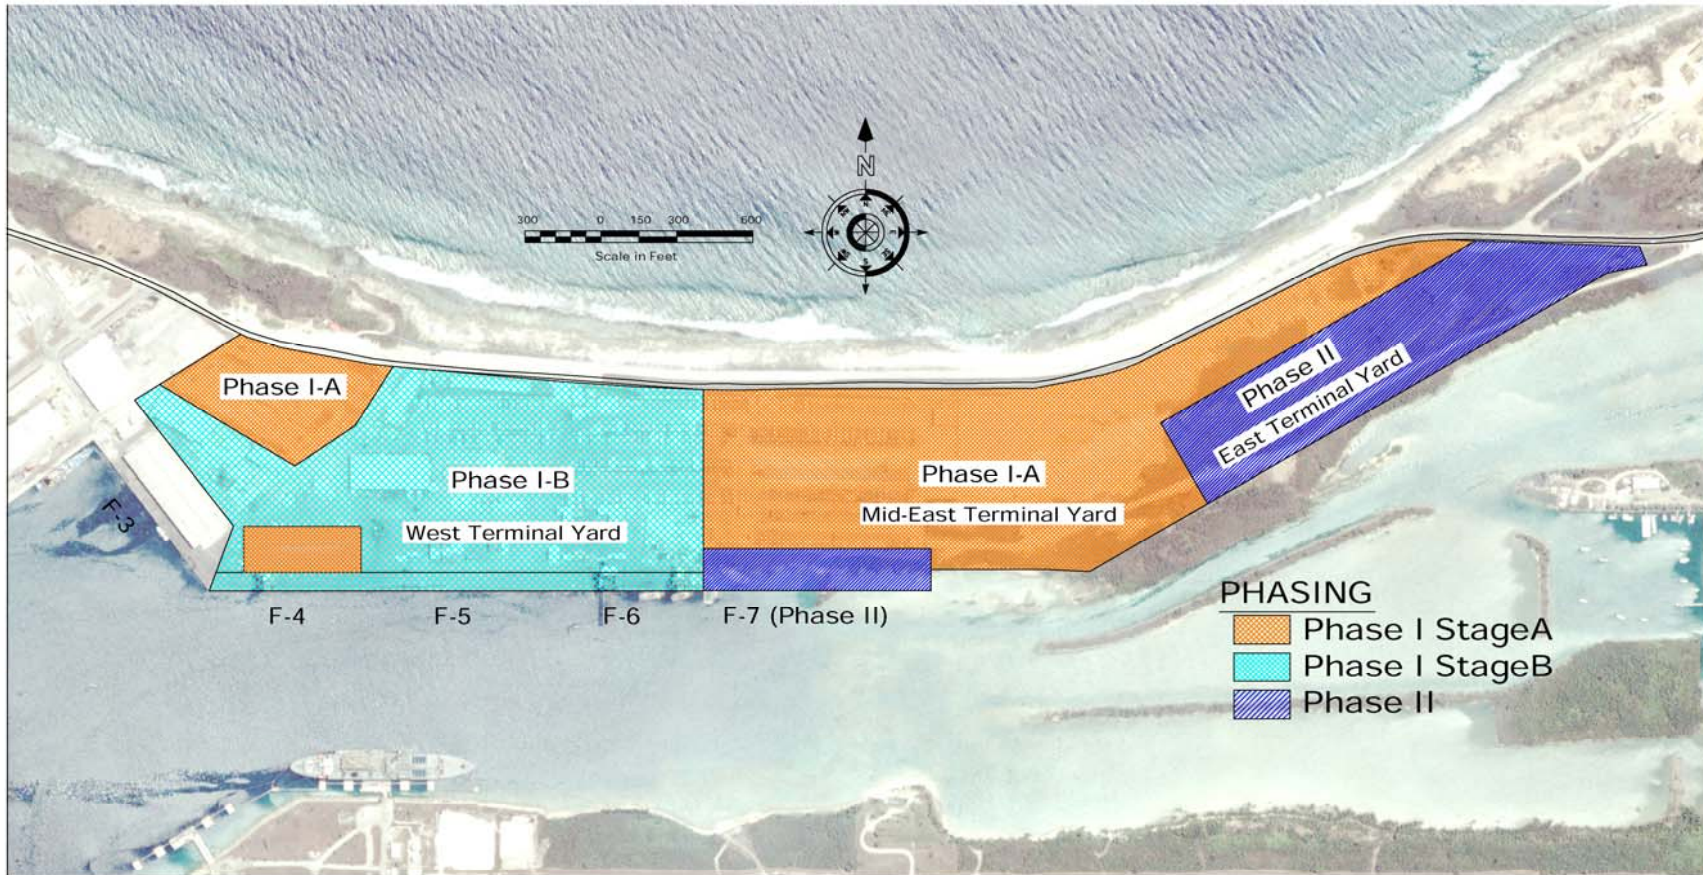 N
300 0 150 300 600
Scale in Feet
Phase I-A
Phase I-B
West Terminal Yard
Phase I-A
Mid-East Terminal Yard
Phase II
East Terminal Yard
F-3
F-4
F-5
F-6
F-7 (Phase II)
PHASING
Phase I StageA
Phase I StageB
Phase II